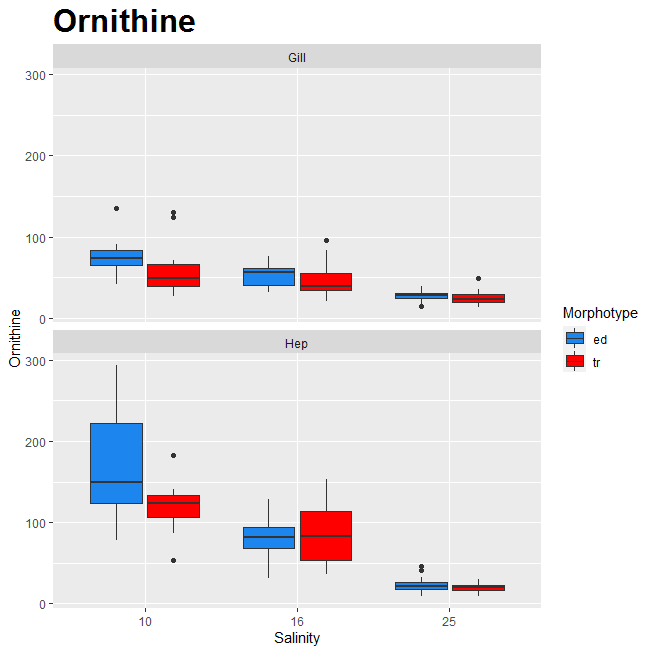 Ornithine
Gill
300
200
100
0
Hep
300
200
100
0
10 16 25
Salinity
Ornithine
Morphotype
ed
tr